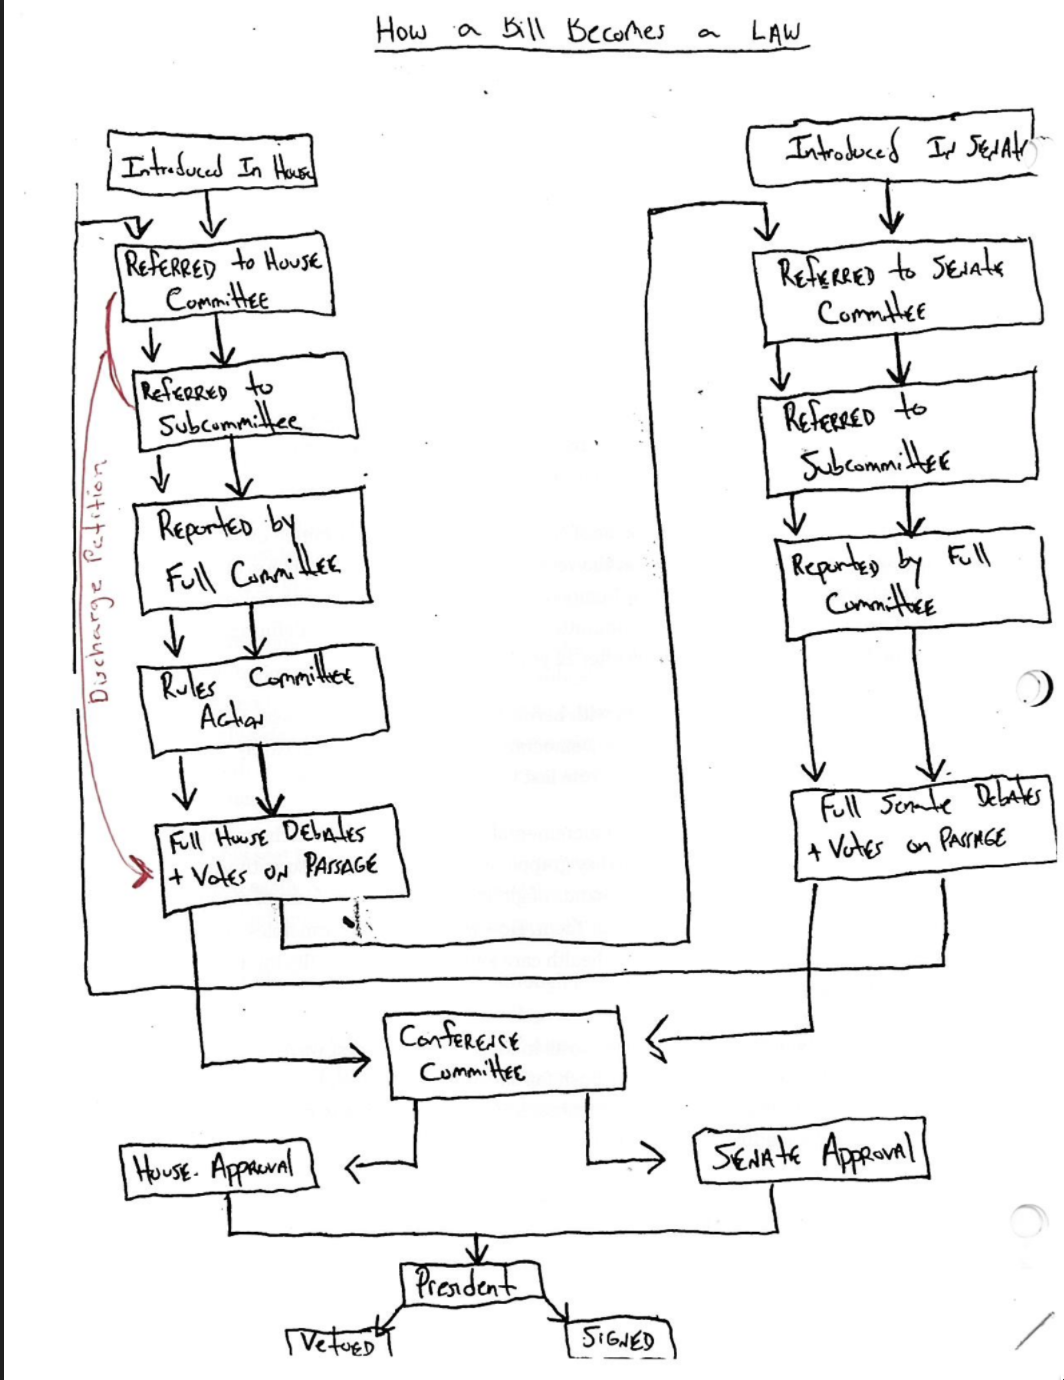 How a Bill Becomes a LAW
Introduced In House
Introduced In Senate
Referred to House
Committee
Referred to Senate
Committee
Referred to
Subcommittee
Referred to
Subcommittee
Reported by
Full Committee
Reported by Full
Committee
Discharge Petition
Rules Committee
Action
Full House Debates
+ Votes on Passage
Full Senate Debates
+ Votes on Passage
Conference
Committee
House Approval
Senate Approval
President
Vetoed
Signed